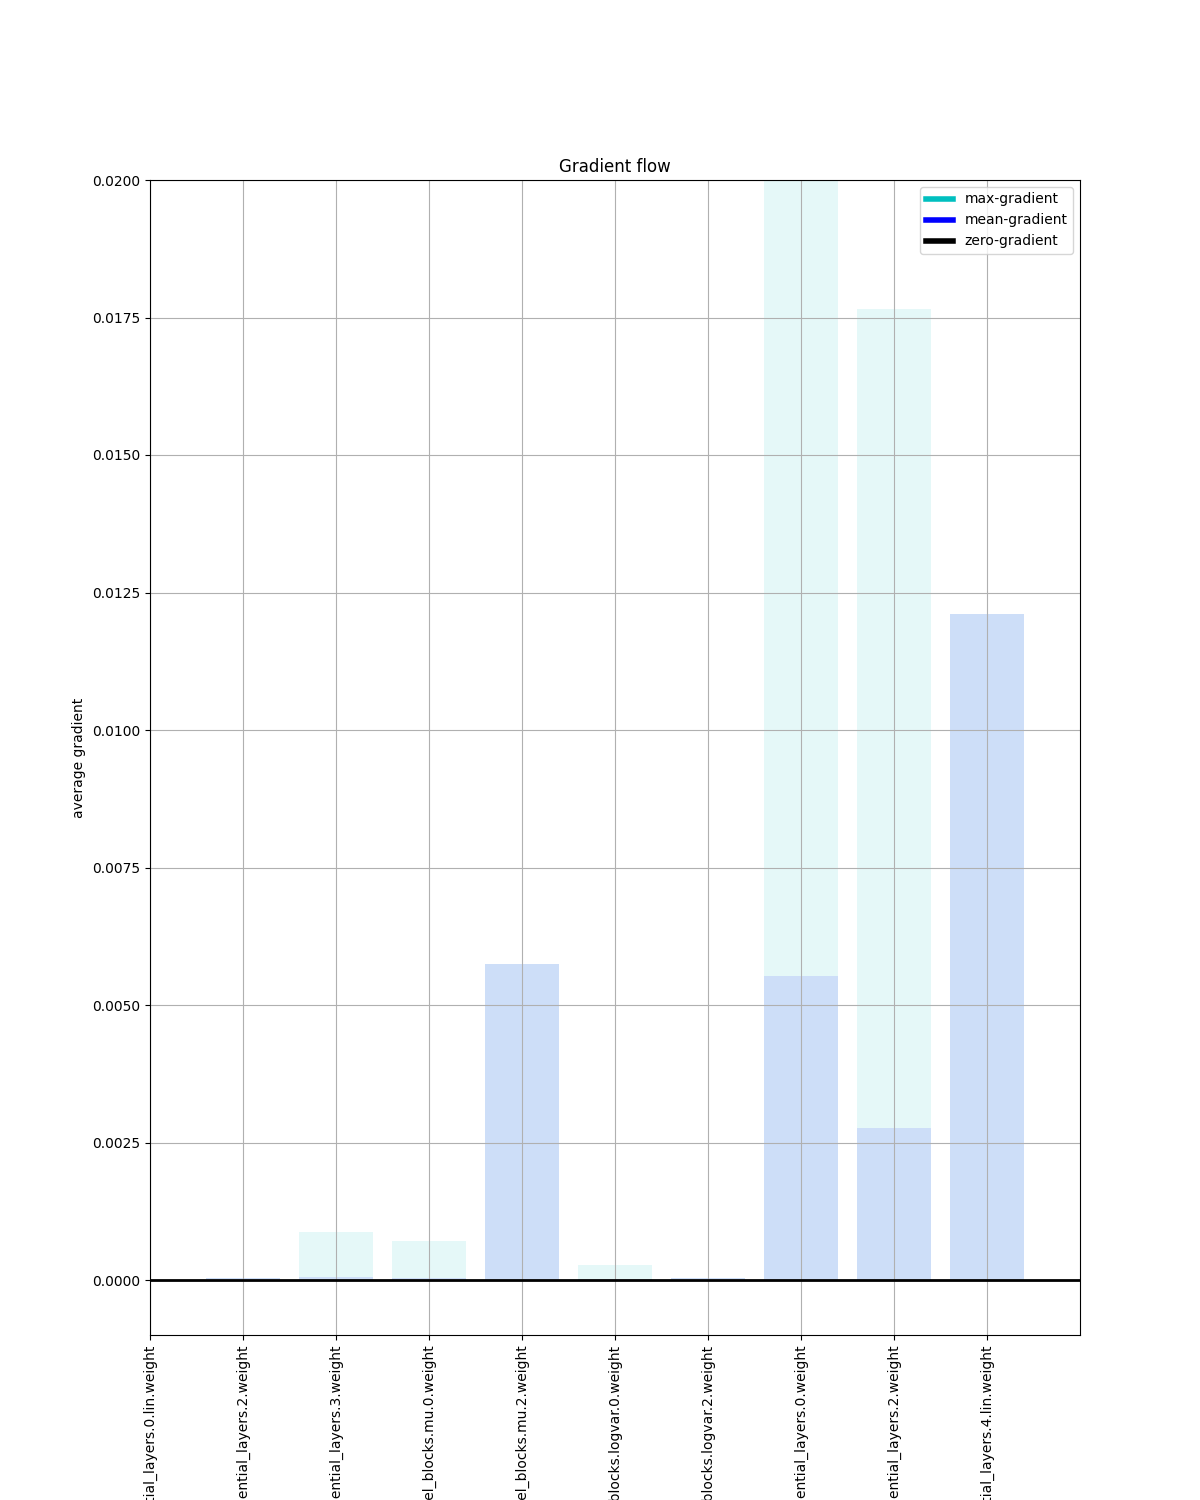 Gradient flow
max-gradient
mean-gradient
zero-gradient
average gradient
0.0200
0.0175
0.0150
0.0125
0.0100
0.0075
0.0050
0.0025
0.0000
tial_layers.0.lin.weight
ential_layers.2.weight
ential_layers.3.weight
el_blocks.mu.0.weight
el_blocks.mu.2.weight
blocks.logvar.0.weight
blocks.logvar.2.weight
ential_layers.0.weight
ential_layers.2.weight
tial_layers.4.lin.weight